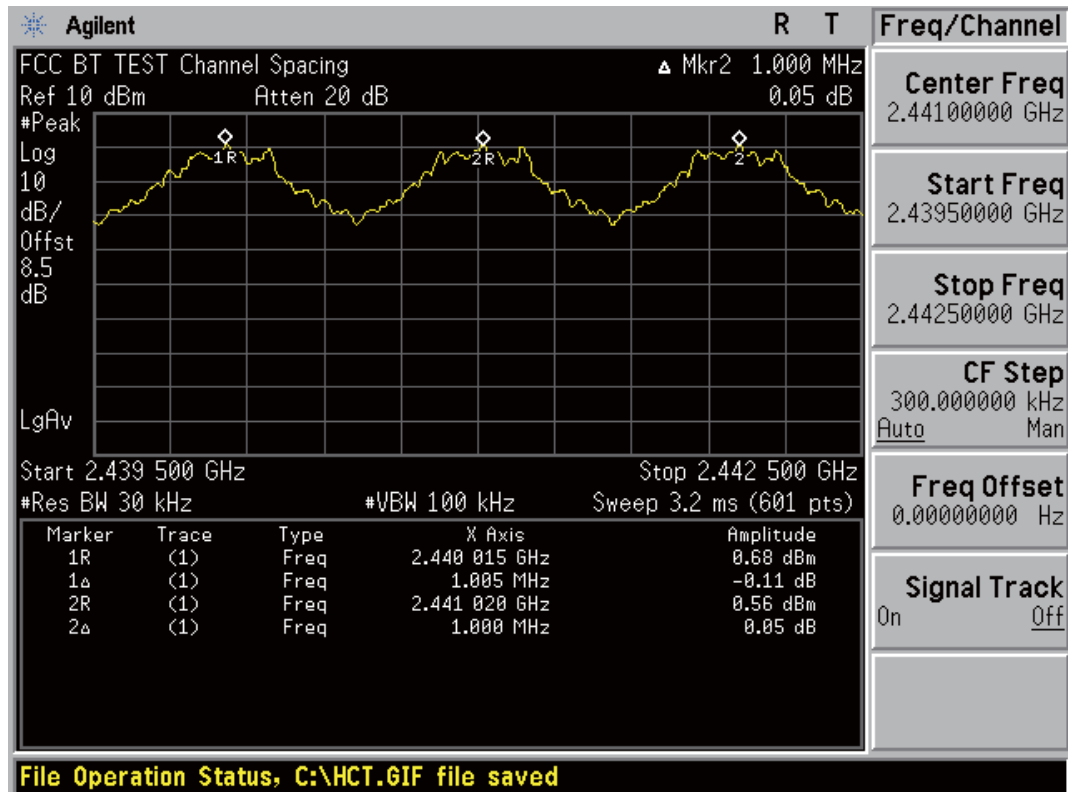 Agilent R T Freq/Channel
FCC BT TEST Channel Spacing ▵ Mkr2 1.000 MHz
Ref 10 dBm Atten 20 dB 0.05 dB
#Peak
Log
10
dB/
Offst
8.5
dB
LgAv
1R
2R
2
Start 2.439 500 GHz Stop 2.442 500 GHz
#Res BW 30 kHz #VBW 100 kHz Sweep 3.2 ms (601 pts)
Marker Trace Type X Axis Amplitude
1R (1) Freq 2.440 015 GHz 0.68 dBm
1▵ (1) Freq 1.005 MHz -0.11 dB
2R (1) Freq 2.441 020 GHz 0.56 dBm
2▵ (1) Freq 1.000 MHz 0.05 dB
Center Freq
2.44100000 GHz
Start Freq
2.43950000 GHz
Stop Freq
2.44250000 GHz
CF Step
300.000000 kHz
Auto Man
Freq Offset
0.00000000 Hz
Signal Track
On Off
File Operation Status, C:\HCT.GIF file saved